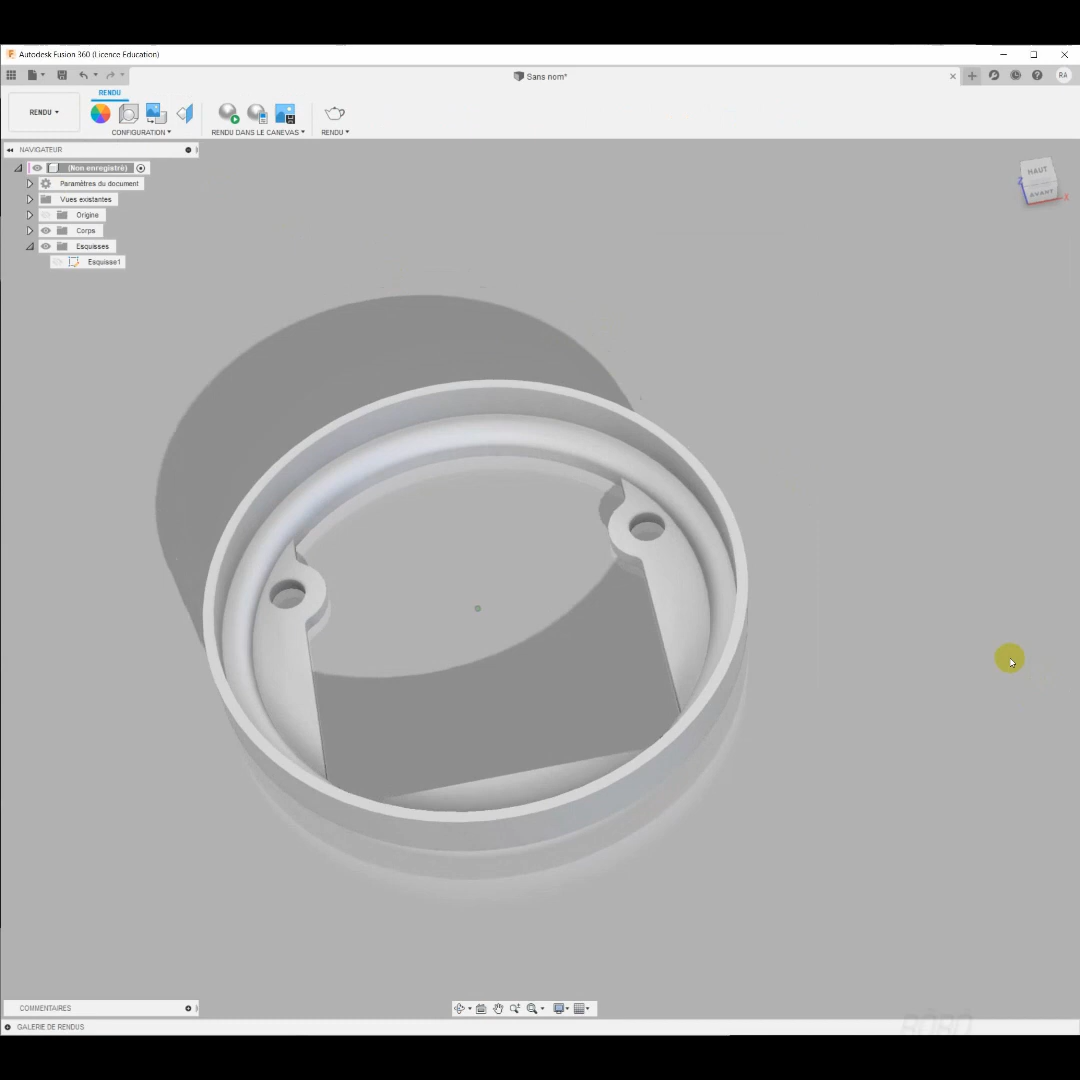 Autodesk Fusion 360 (Licence Education)
Sans nom*
RA
RENDU
RENDU
CONFIGURATION
RENDU DANS LE CANEVAS
RENDU
NAVIGATEUR
(Non enregistré)
Paramètres du document
Vues existantes
Origine
Corps
Esquisses
Esquisse1
HAUT
AVANT
Z
X
COMMENTAIRES
GALERIE DE RENDUS